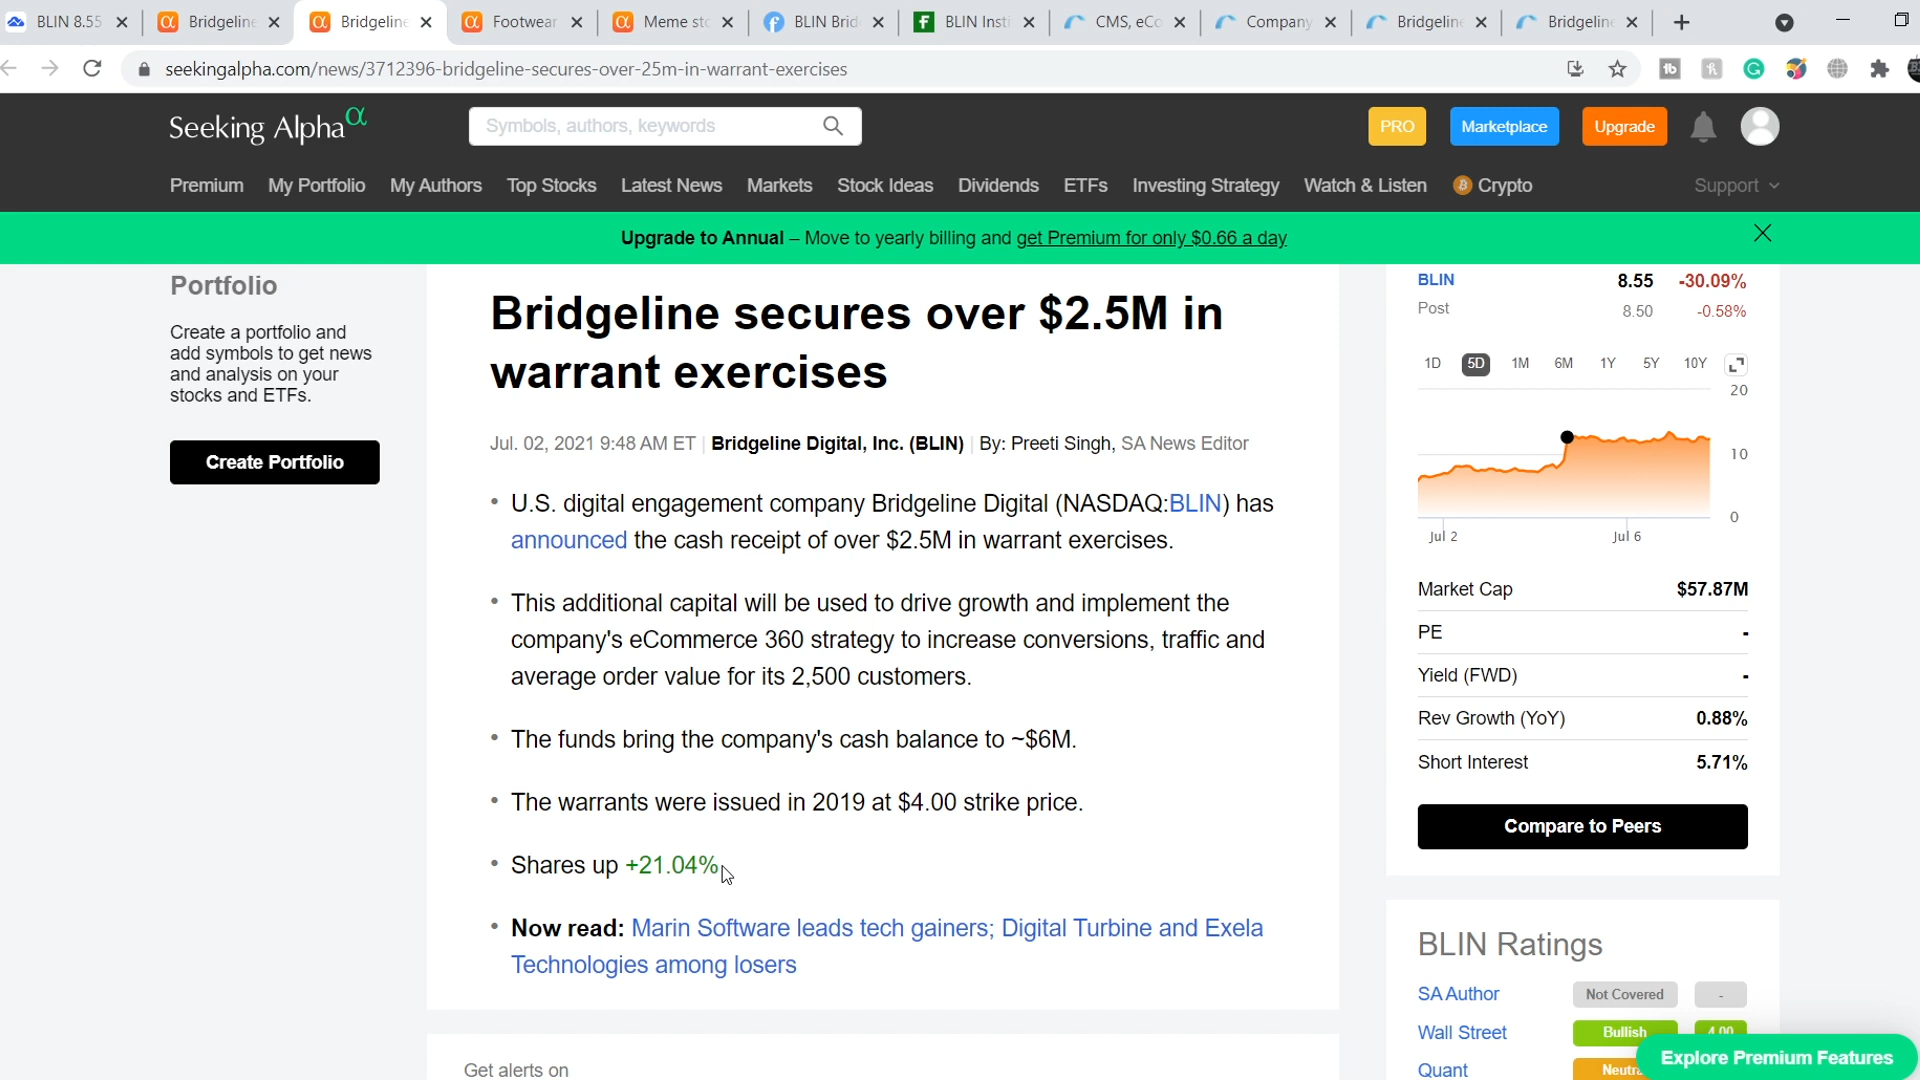 BLIN 8.55
Bridgeline
Bridgeline
Footwear
Meme sto
BLIN Brid
BLIN Insti
CMS, eCo
Company
Bridgeline
Bridgeline
seekingalpha.com/news/3712396-bridgeline-secures-over-25m-in-warrant-exercises
Seeking Alpha α
Symbols, authors, keywords
PRO
Marketplace
Upgrade
Premium My Portfolio My Authors Top Stocks Latest News Markets Stock Ideas Dividends ETFs Investing Strategy Watch & Listen Crypto Support
Upgrade to Annual – Move to yearly billing and get Premium for only $0.66 a day
Portfolio
Create a portfolio and
add symbols to get news
and analysis on your
stocks and ETFs.
Create Portfolio
Bridgeline secures over $2.5M in
warrant exercises
Jul. 02, 2021 9:48 AM ET | Bridgeline Digital, Inc. (BLIN) | By: Preeti Singh, SA News Editor
• U.S. digital engagement company Bridgeline Digital (NASDAQ:BLIN) has
announced the cash receipt of over $2.5M in warrant exercises.
• This additional capital will be used to drive growth and implement the
company's eCommerce 360 strategy to increase conversions, traffic and
average order value for its 2,500 customers.
• The funds bring the company's cash balance to ~$6M.
• The warrants were issued in 2019 at $4.00 strike price.
• Shares up +21.04%
• Now read: Marin Software leads tech gainers; Digital Turbine and Exela
Technologies among losers
Get alerts on
BLIN 8.55 -30.09%
Post 8.50 -0.58%
1D 5D 1M 6M 1Y 5Y 10Y
20
10
0
Jul 2 Jul 6
Market Cap $57.87M
PE -
Yield (FWD) -
Rev Growth (YoY) 0.88%
Short Interest 5.71%
Compare to Peers
BLIN Ratings
SA Author Not Covered -
Wall Street Bullish 4.00
Quant Neutra
Explore Premium Features